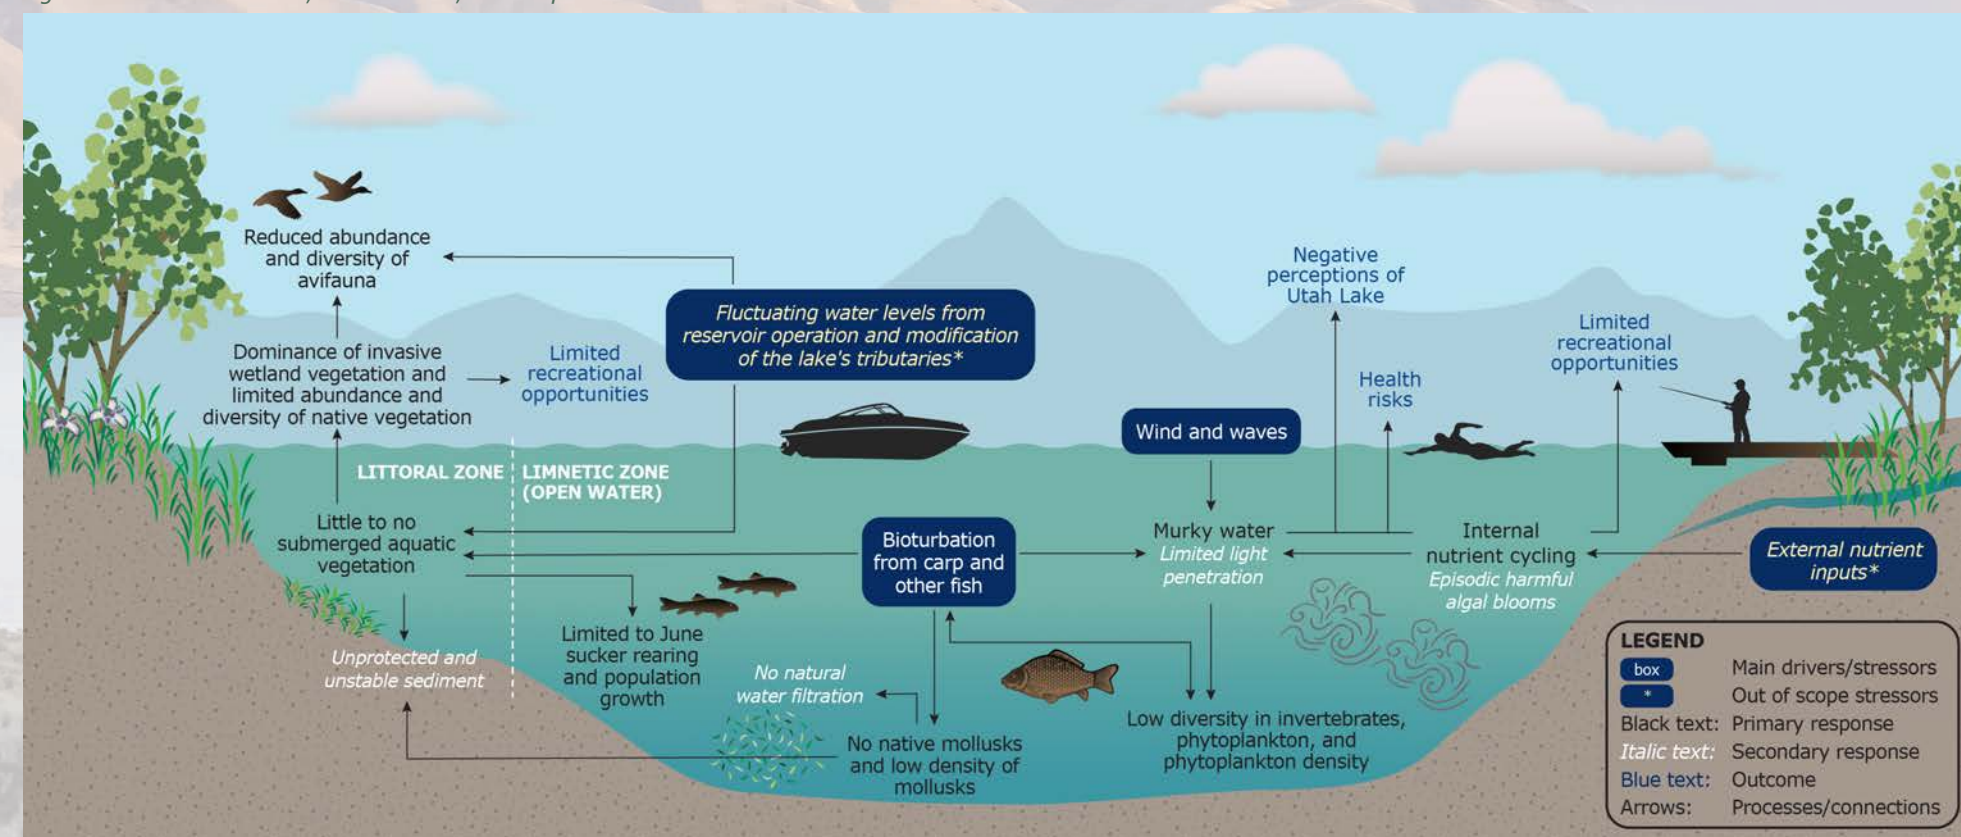 Reduced abundance
and diversity of
avifauna
Fluctuating water levels from
reservoir operation and modification
of the lake's tributaries*
Negative
perceptions of
Utah Lake
Limited
recreational
opportunities
Dominance of invasive
wetland vegetation and
limited abundance and
diversity of native vegetation
Limited
recreational
opportunities
Health
risks
Wind and waves
LITTORAL ZONE
LIMNETIC ZONE
(OPEN WATER)
Little to no
submerged aquatic
vegetation
Bioturbation
from carp and
other fish
Murky water
Limited light
penetration
Internal
nutrient cycling
Episodic harmful
algal blooms
External nutrient
inputs*
Unprotected and
unstable sediment
Limited to June
sucker rearing
and population
growth
No natural
water filtration
No native mollusks
and low density of
mollusks
Low diversity in invertebrates,
phytoplankton, and
phytoplankton density
LEGEND
box Main drivers/stressors
* Out of scope stressors
Black text: Primary response
Italic text: Secondary response
Blue text: Outcome
Arrows: Processes/connections